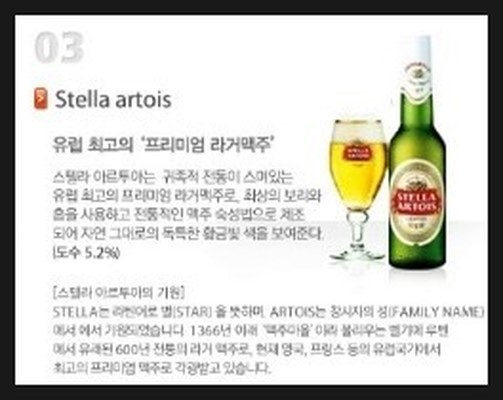 03
Stella artois
유럽 최고의 '프리미엄 라거맥주'
스텔라 아르투아는 귀족적 전통이 스며있는
유럽 최고의 프리미엄 라거맥주로, 최상의 보리와
홉을 사용하고 전통적인 맥주 숙성법으로 제조
되어 자연 그대로의 독특한 황금빛 색을 보여준다.
(도수 5.2%)
STELLA
ARTOIS
[스텔라 아르투아의 기원]
STELLA는 라틴어로 별(STAR) 을 뜻하며, ARTOIS는 창시자의 성(FAMILY NAME)
에서 에서 기원되었습니다. 1366년 이래 '맥주마을' 이라 불리우는 벨기에 루벤
에서 유래된 600년 전통의 라거 맥주로, 현재 영국, 프랑스 등의 유럽국가에서
최고의 프리미엄 맥주로 각광받고 있습니다.